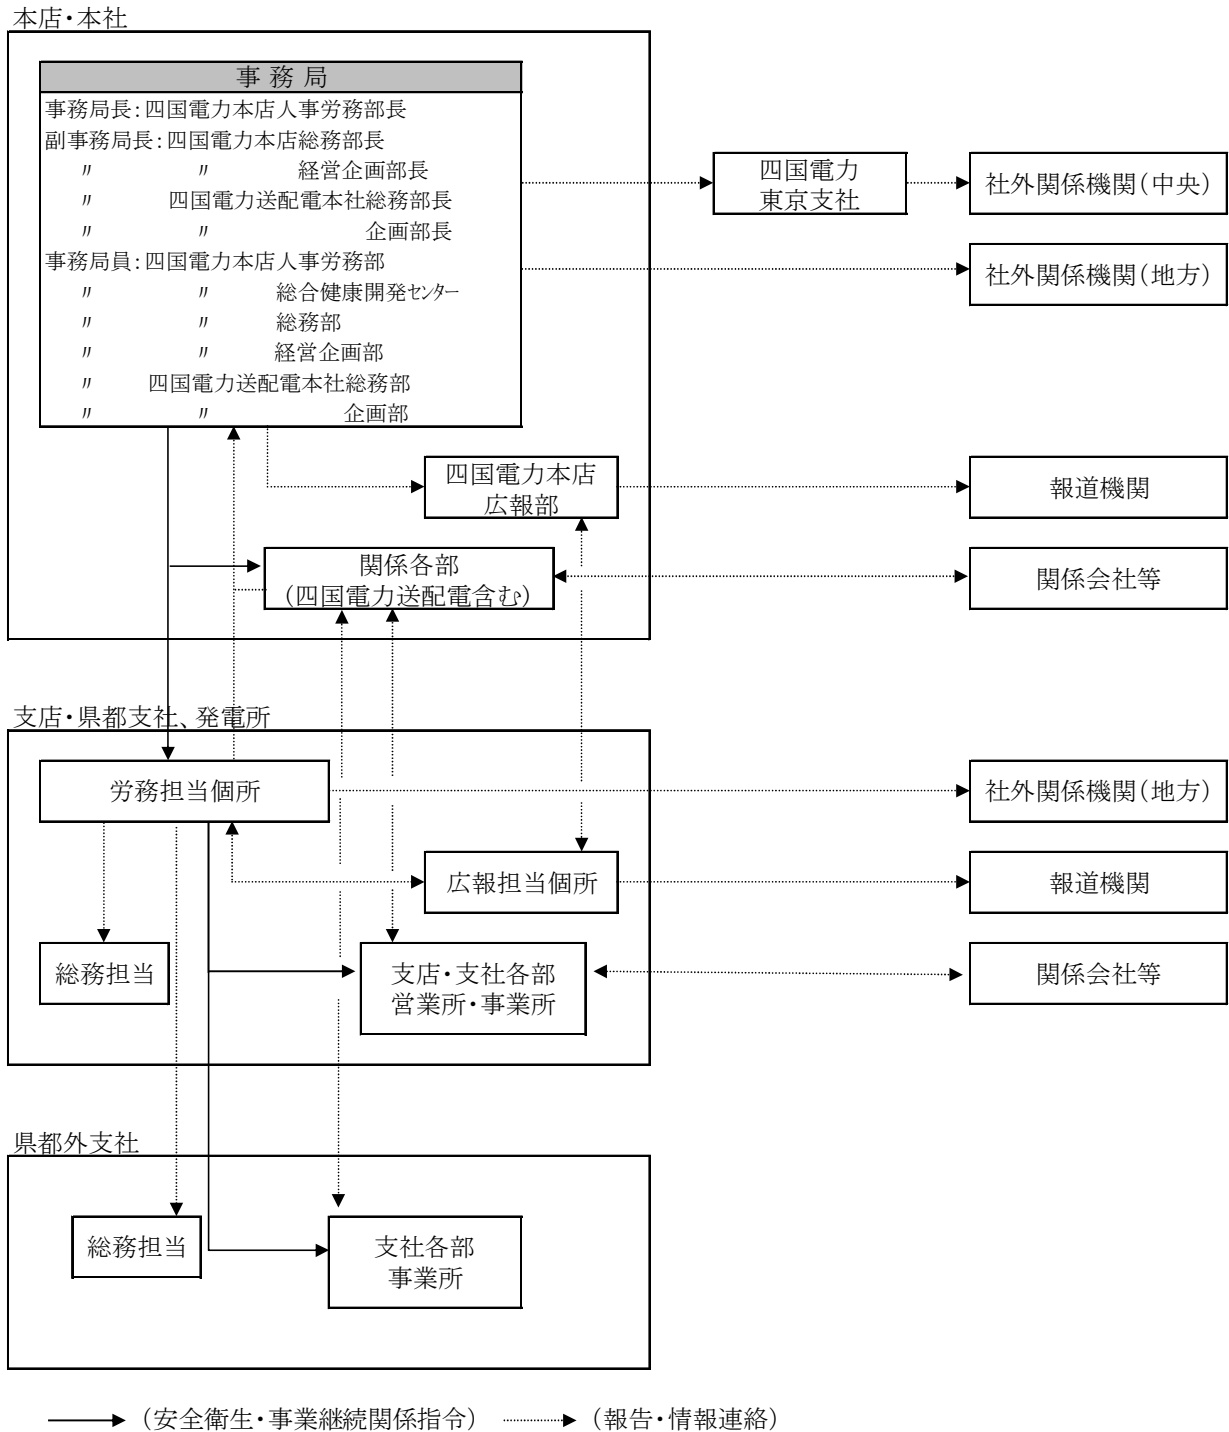 本店・本社
事務局
事務局長：四国電力本店人事労務部長
副事務局長：四国電力本店総務部長
〃 〃 経営企画部長
〃 四国電力送配電本社総務部長
〃 〃 企画部長
事務局員：四国電力本店人事労務部
〃 〃 総合健康開発センター
〃 〃 総務部
〃 〃 経営企画部
〃 四国電力送配電本社総務部
〃 〃 企画部
四国電力
東京支社
社外関係機関（中央）
社外関係機関（地方）
四国電力本店
広報部
報道機関
関係各部
（四国電力送配電含む）
関係会社等
支店・県都支社、発電所
労務担当個所
社外関係機関（地方）
広報担当個所
報道機関
総務担当
支店・支社各部
営業所・事業所
関係会社等
県都外支社
総務担当
支社各部
事業所
（安全衛生・事業継続関係指令）
（報告・情報連絡）